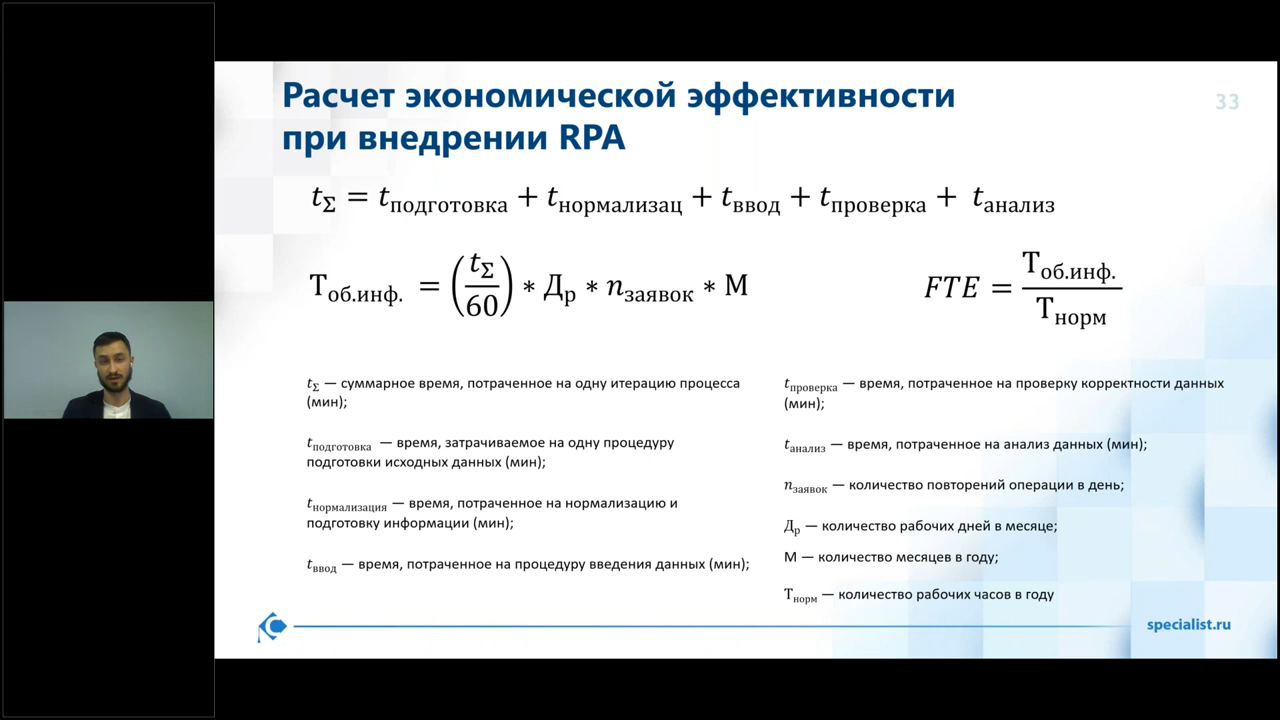 Расчет экономической эффективности
при внедрении RPA
33
tΣ = tподготовка + tнормализац + tввод + tпроверка + tанализ
Tоб.инф. = (tΣ/60) * Др * nзаявок * М
FTE = Tоб.инф./Tнорм
tΣ — суммарное время, потраченное на одну итерацию процесса
(мин);
tподготовка — время, затрачиваемое на одну процедуру
подготовки исходных данных (мин);
tнормализация — время, потраченное на нормализацию и
подготовку информации (мин);
tввод — время, потраченное на процедуру введения данных (мин);
tпроверка — время, потраченное на проверку корректности данных
(мин);
tанализ — время, потраченное на анализ данных (мин);
nзаявок — количество повторений операции в день;
Др — количество рабочих дней в месяце;
М — количество месяцев в году;
Tнорм — количество рабочих часов в году
specialist.ru